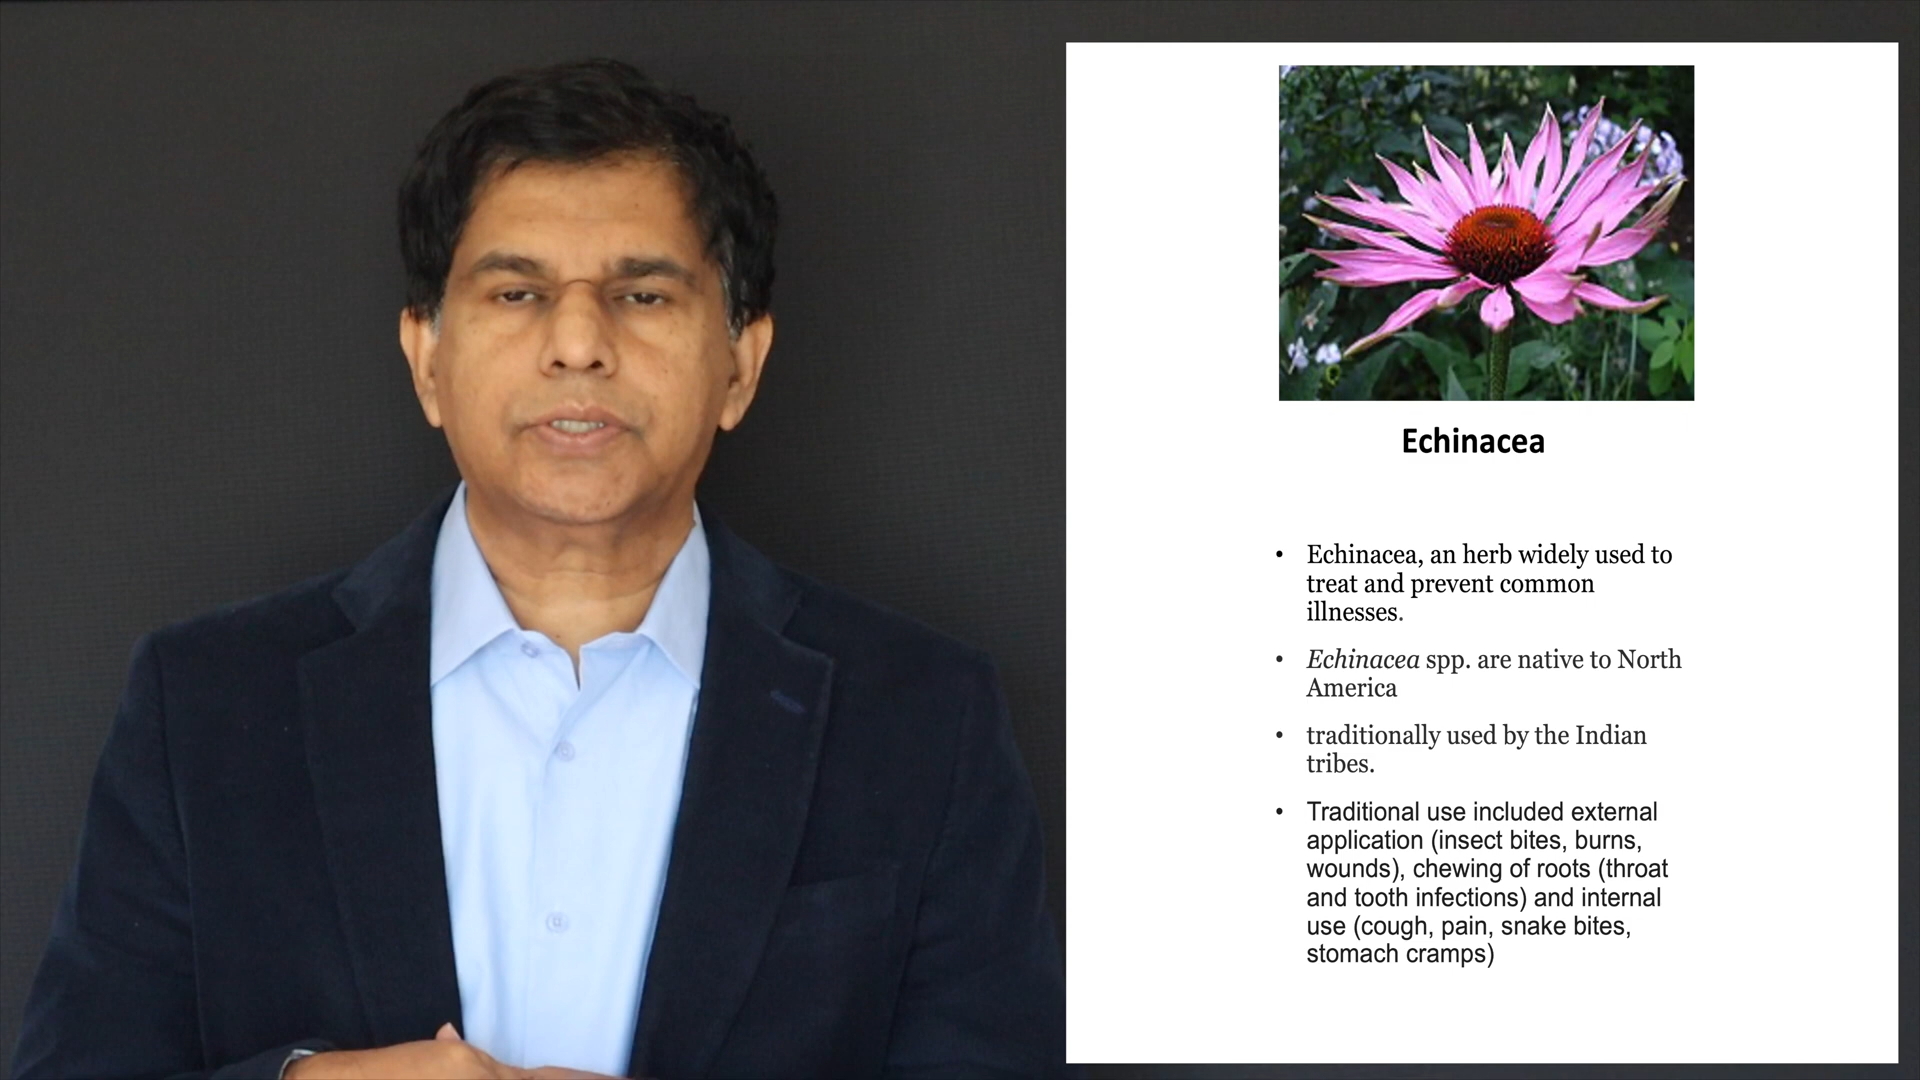 Echinacea
• Echinacea, an herb widely used to
treat and prevent common
illnesses.
• Echinacea spp. are native to North
America
• traditionally used by the Indian
tribes.
• Traditional use included external
application (insect bites, burns,
wounds), chewing of roots (throat
and tooth infections) and internal
use (cough, pain, snake bites,
stomach cramps)